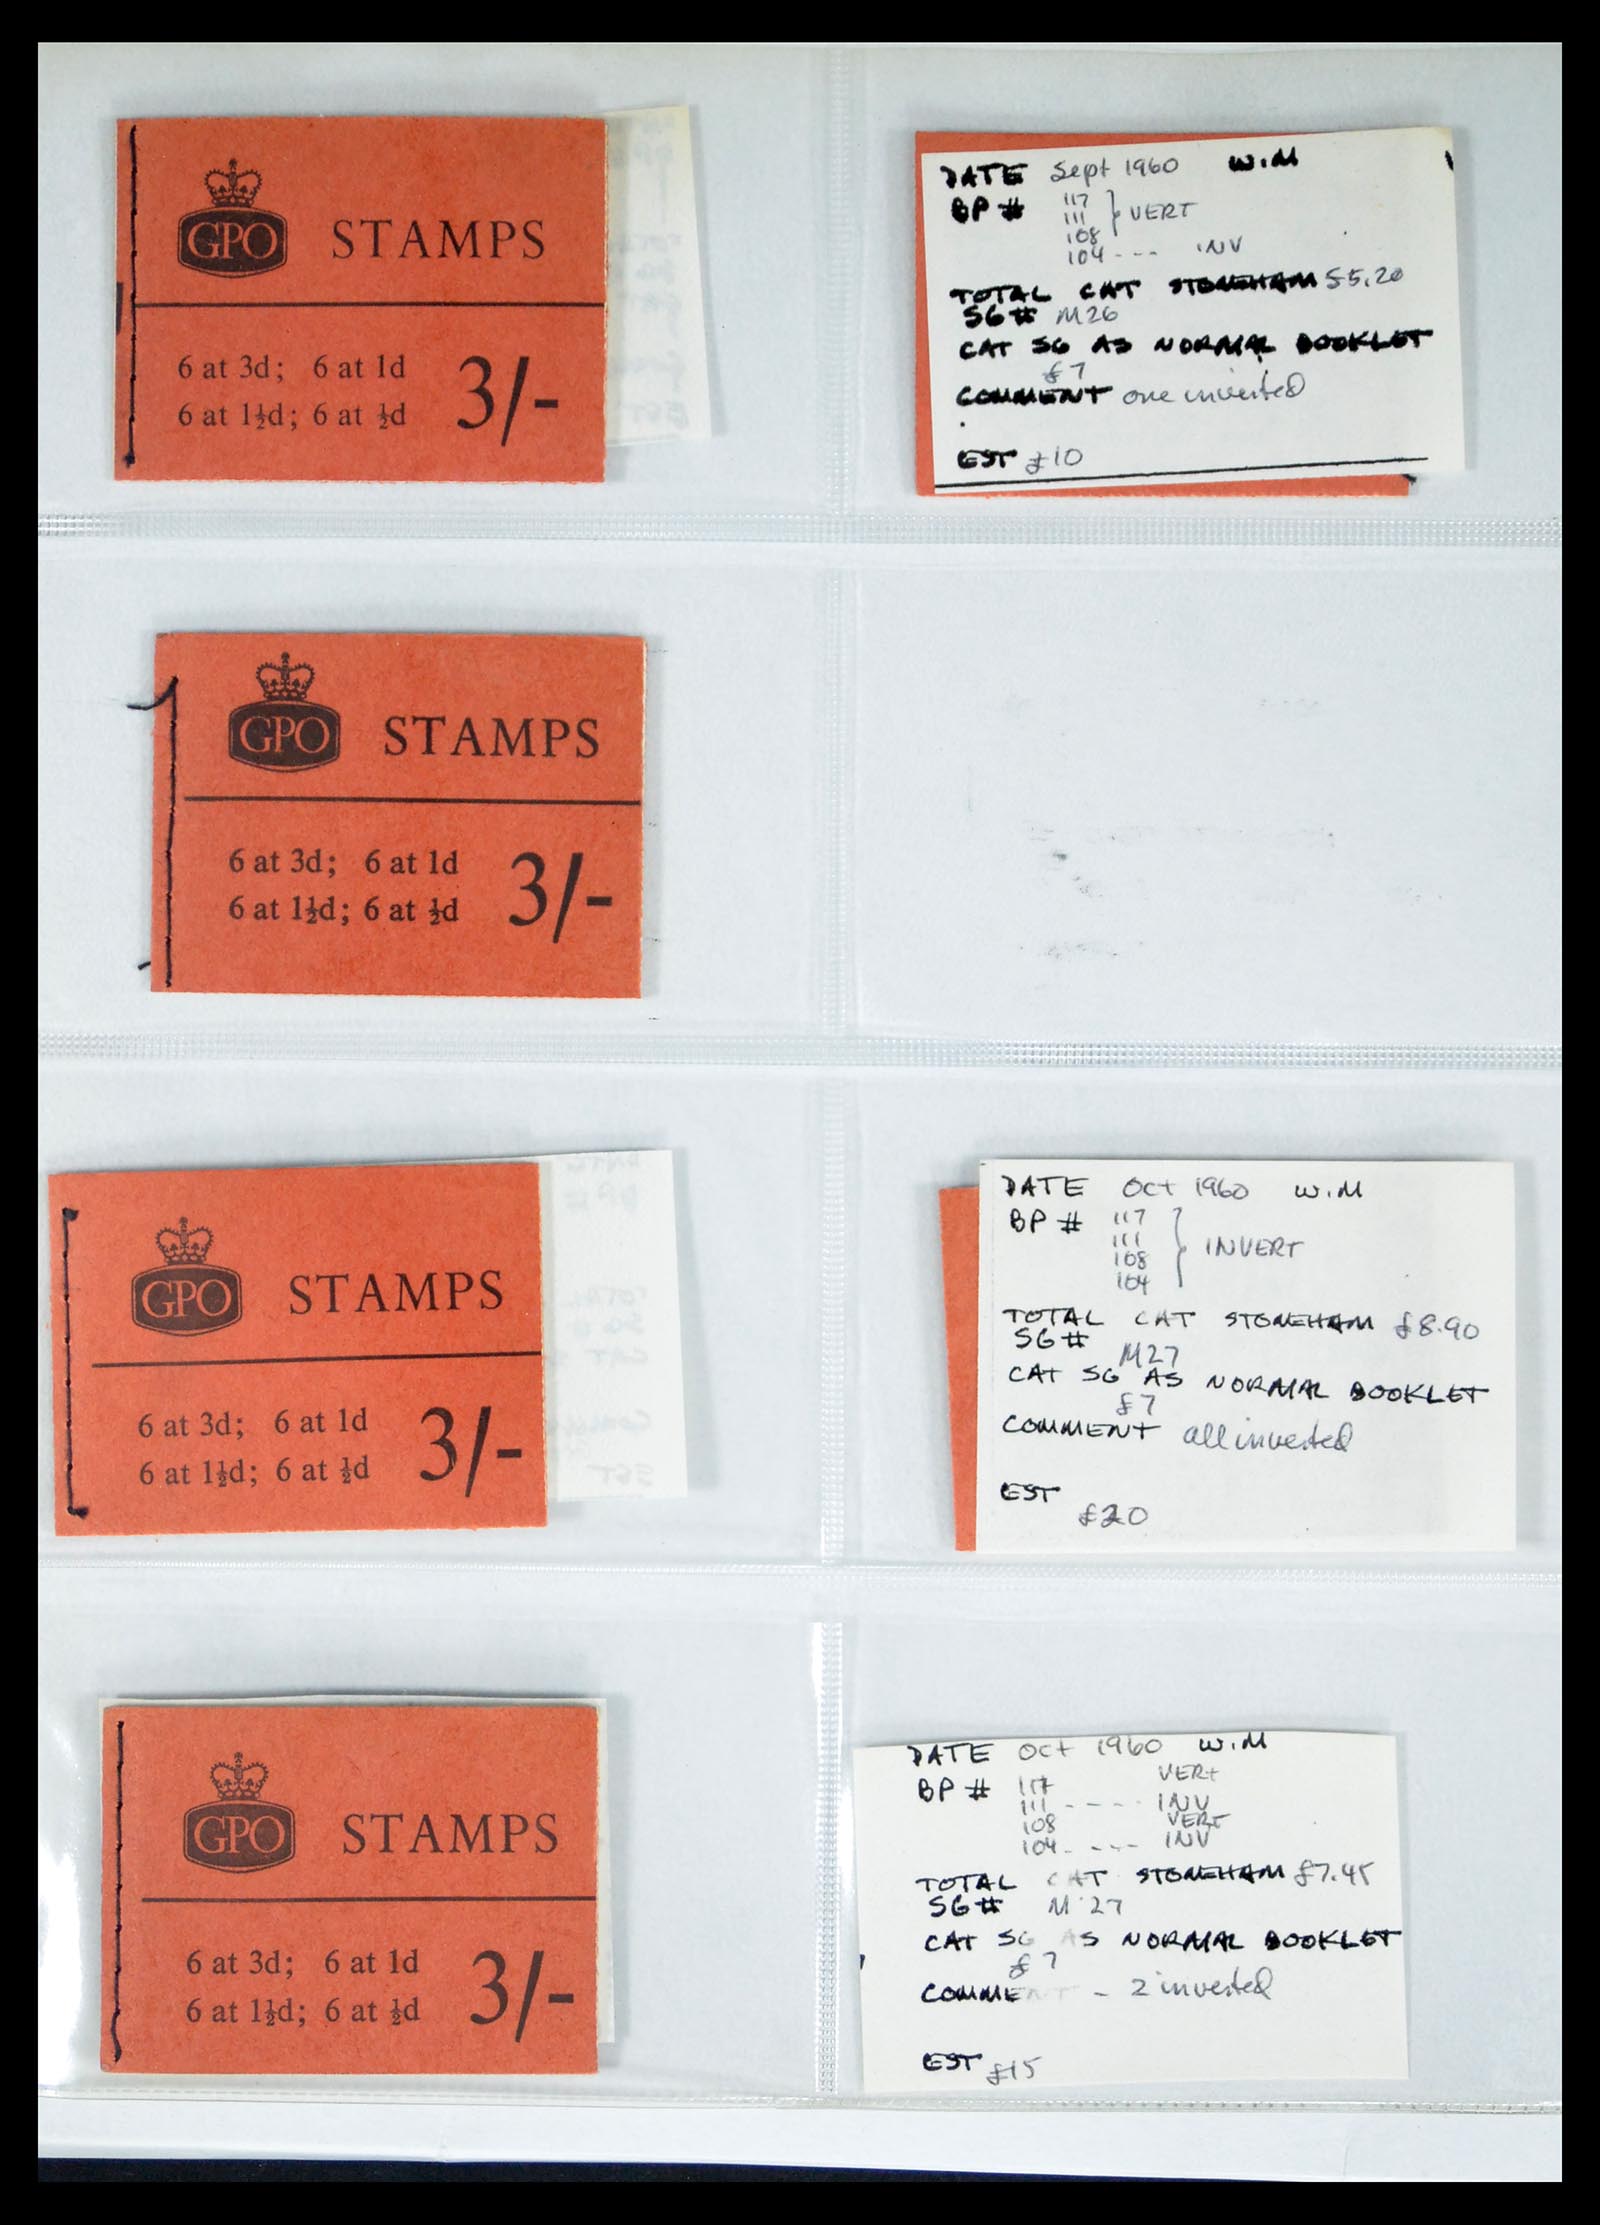 GPO STAMPS
6 at 3d; 6 at 1d
6 at 1½d; 6 at ½d
3/-
DATE Sept 1960 W.M
BP # 117
111 } VERT
108
104 --- INV
TOTAL CAT STONEHAM £5.20
SG# M26
CAT SG AS NORMAL BOOKLET
£7
COMMENT one inverted
EST £10
GPO STAMPS
6 at 3d; 6 at 1d
6 at 1½d; 6 at ½d
3/-
GPO STAMPS
6 at 3d; 6 at 1d
6 at 1½d; 6 at ½d
3/-
DATE Oct 1960 W.M
BP # 117
111 } INVERT
108
104
TOTAL CAT STONEHAM £8.90
SG#
M27
CAT SG AS NORMAL BOOKLET
£7
COMMENT all inverted
EST
£20
GPO STAMPS
6 at 3d; 6 at 1d
6 at 1½d; 6 at ½d
3/-
DATE Oct 1960 W.M
BP # 117 VERT
111 ---- INV
108 VERT
104 ---- INV
TOTAL CAT STONEHAM £7.45
SG# M27
CAT SG AS NORMAL BOOKLET
£7
COMMENT - 2 inverted
EST £15